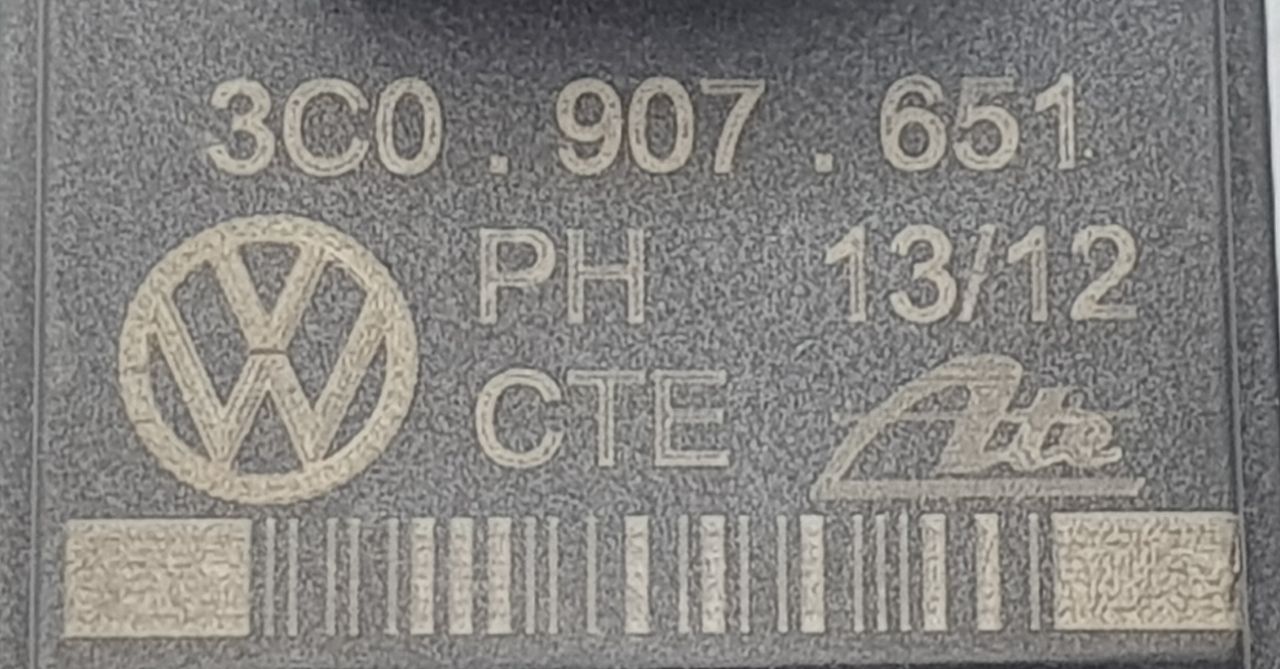 3C0 . 907 . 651
PH 13/12
CTE Ate